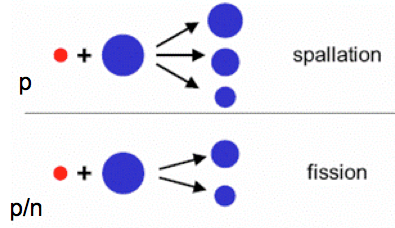 +
spallation
p
+
fission
p/n